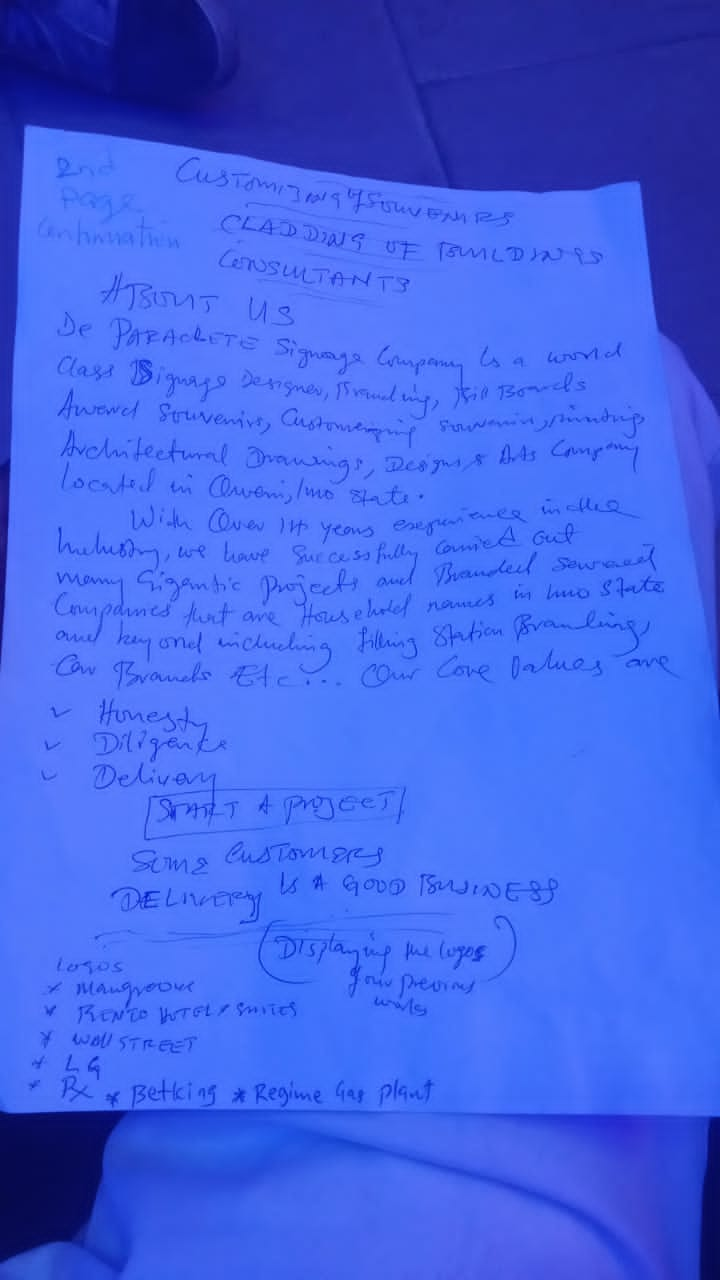 2nd
Page
Continuation
CUSTOMIZING OF SOUVENIRS
CLADDING OF BUILDINGS
CONSULTANTS
ABOUT US
De PARACLETE Signage Company is a world
Class Signage Designer, Branding, Bill Boards
Award Souvenirs, Customizing souvenir, printing
Architectural Drawings, Designs & Arts Company
located in Owerri, Imo State.
With Over 14 years experience in the
Industry, we have Successfully Carried out
many Gigantic Projects and Branded several
Companies that are Household names in Imo State
and beyond including filling Station Branding,
Car Brands Etc... Our Core Values are
✓ Honesty
✓ Diligence
✓ Delivery
START A PROJECT
SOME CUSTOMERS
DELIVERY IS A GOOD BUSINESS
(Displaying the logos
of our previous
works)
Logos
* Mangroove
* RENTO HOTEL & SUITES
* WALL STREET
* LG
* Rx * Betking * Regime Gas plant